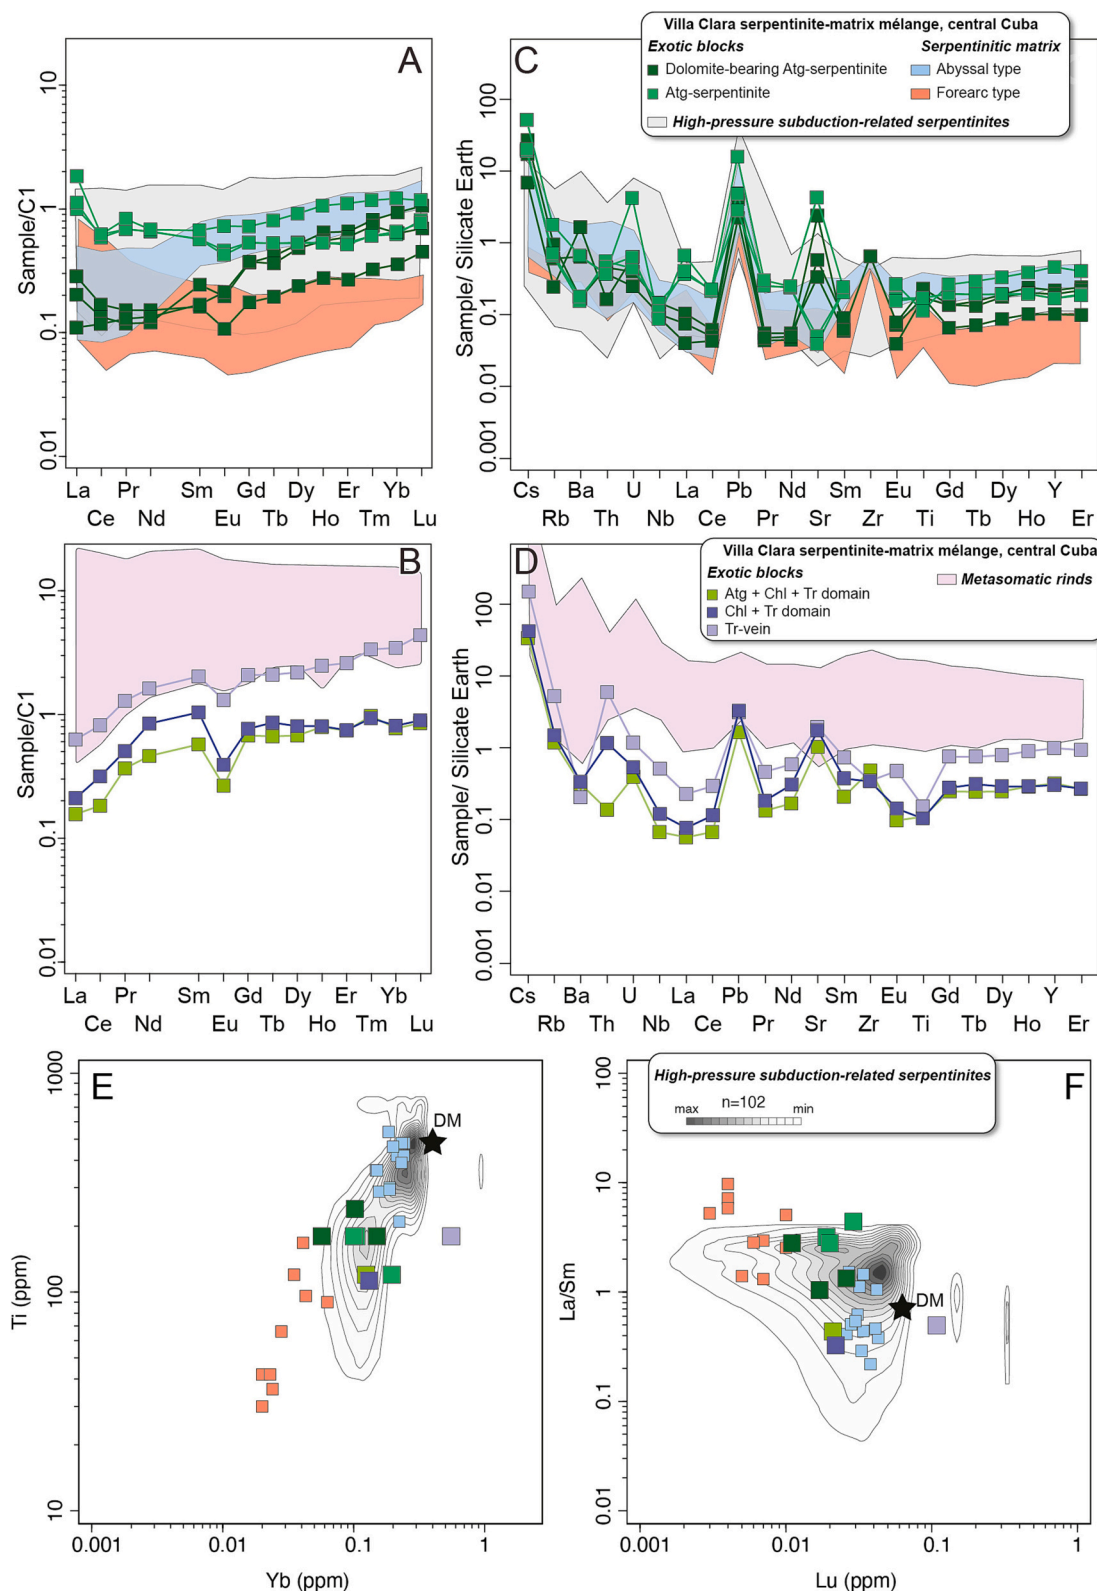 A
Sample/C1
10
1
0.1
0.01
La Pr Sm Gd Dy Er Yb
Ce Nd Eu Tb Ho Tm Lu
C
Villa Clara serpentinite-matrix mélange, central Cuba
Exotic blocks Serpentinitic matrix
Dolomite-bearing Atg-serpentinite Abyssal type
Atg-serpentinite Forearc type
High-pressure subduction-related serpentinites
Sample/ Silicate Earth
100
10
1
0.1
0.01
0.001
Cs Ba U La Pb Nd Sm Eu Gd Dy Y
Rb Th Nb Ce Pr Sr Zr Ti Tb Ho Er
B
Sample/C1
10
1
0.1
0.01
La Pr Sm Gd Dy Er Yb
Ce Nd Eu Tb Ho Tm Lu
D
Villa Clara serpentinite-matrix mélange, central Cuba
Exotic blocks Metasomatic rinds
Atg + Chl + Tr domain
Chl + Tr domain
Tr-vein
Sample/ Silicate Earth
100
10
1
0.1
0.01
0.001
Cs Ba U La Pb Nd Sm Eu Gd Dy Y
Rb Th Nb Ce Pr Sr Zr Ti Tb Ho Er
E
DM
Ti (ppm)
1000
100
10
0.001 0.01 0.1 1
Yb (ppm)
F
High-pressure subduction-related serpentinites
n=102
max min
DM
La/Sm
100
10
1
0.1
0.01
0.001 0.01 0.1 1
Lu (ppm)